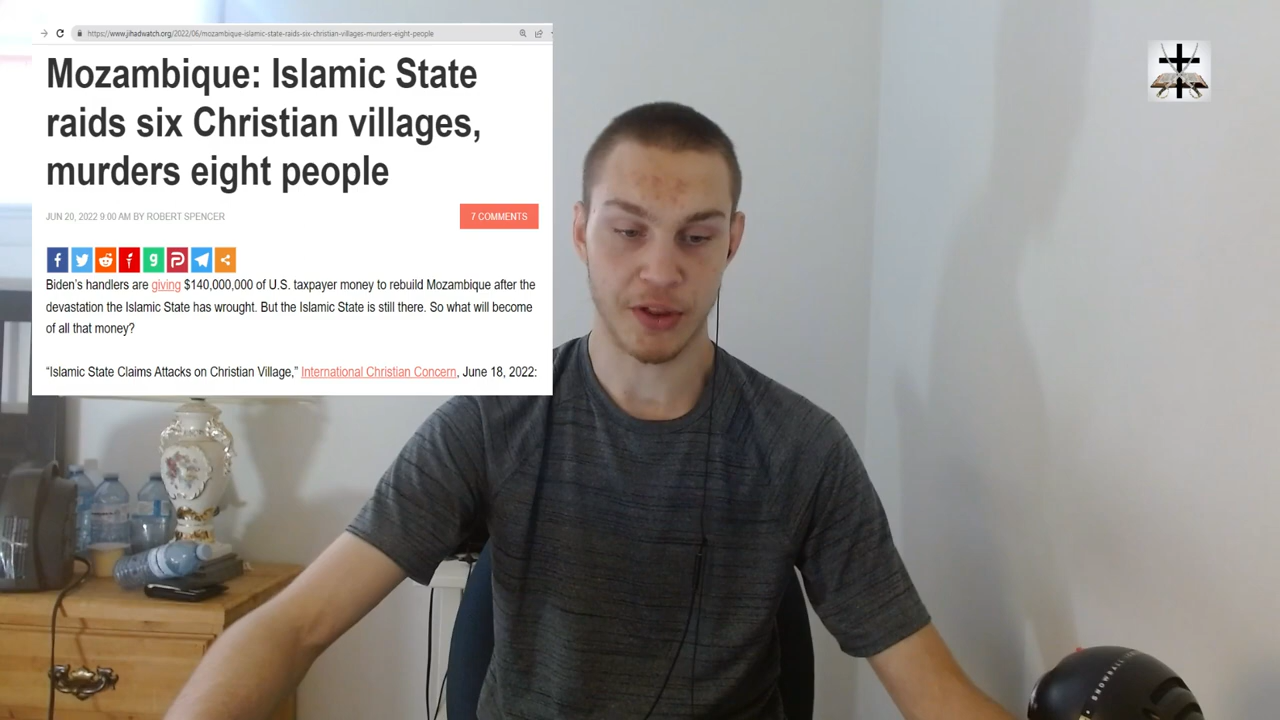 https://www.jihadwatch.org/2022/06/mozambique-islamic-state-raids-six-christian-villages-murders-eight-people
Mozambique: Islamic State
raids six Christian villages,
murders eight people
JUN 20, 2022 9:00 AM BY ROBERT SPENCER
7 COMMENTS
Biden's handlers are giving $140,000,000 of U.S. taxpayer money to rebuild Mozambique after the
devastation the Islamic State has wrought. But the Islamic State is still there. So what will become
of all that money?
“Islamic State Claims Attacks on Christian Village,” International Christian Concern, June 18, 2022: